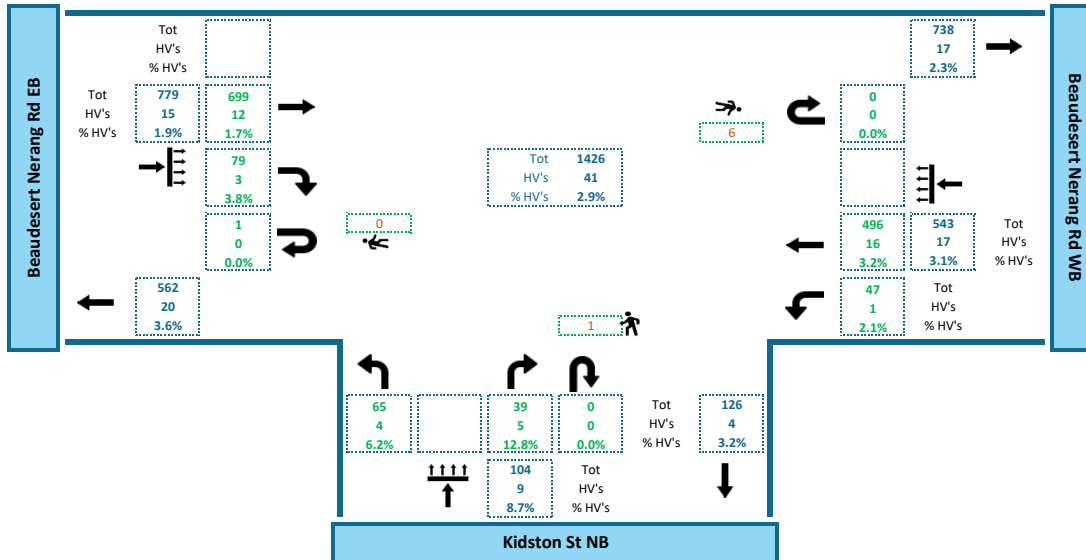 Beaudesert Nerang Rd EB
Tot
HV's
% HV's
738
17
2.3%
Tot 779 699
HV's 15 12
% HV's 1.9% 1.7%
0
0
0.0%
6
79
3
3.8%
Tot 1426
HV's 41
% HV's 2.9%
1
0
0.0%
0
496 543 Tot
16 17 HV's
3.2% 3.1% % HV's
562
20
3.6%
47 Tot
1 HV's
2.1% % HV's
1
Beaudesert Nerang Rd WB
65 39 0 Tot 126
4 5 0 HV's 4
6.2% 12.8% 0.0% % HV's 3.2%
104 Tot
9 HV's
8.7% % HV's
Kidston St NB